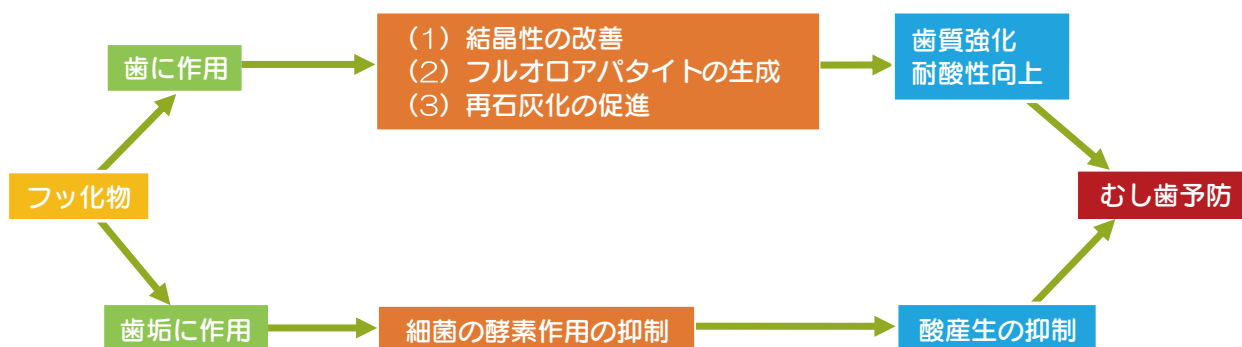 フッ化物
歯に作用
（1）結晶性の改善
（2）フルオロアパタイトの生成
（3）再石灰化の促進
歯質強化
耐酸性向上
歯垢に作用
細菌の酵素作用の抑制
酸産生の抑制
むし歯予防